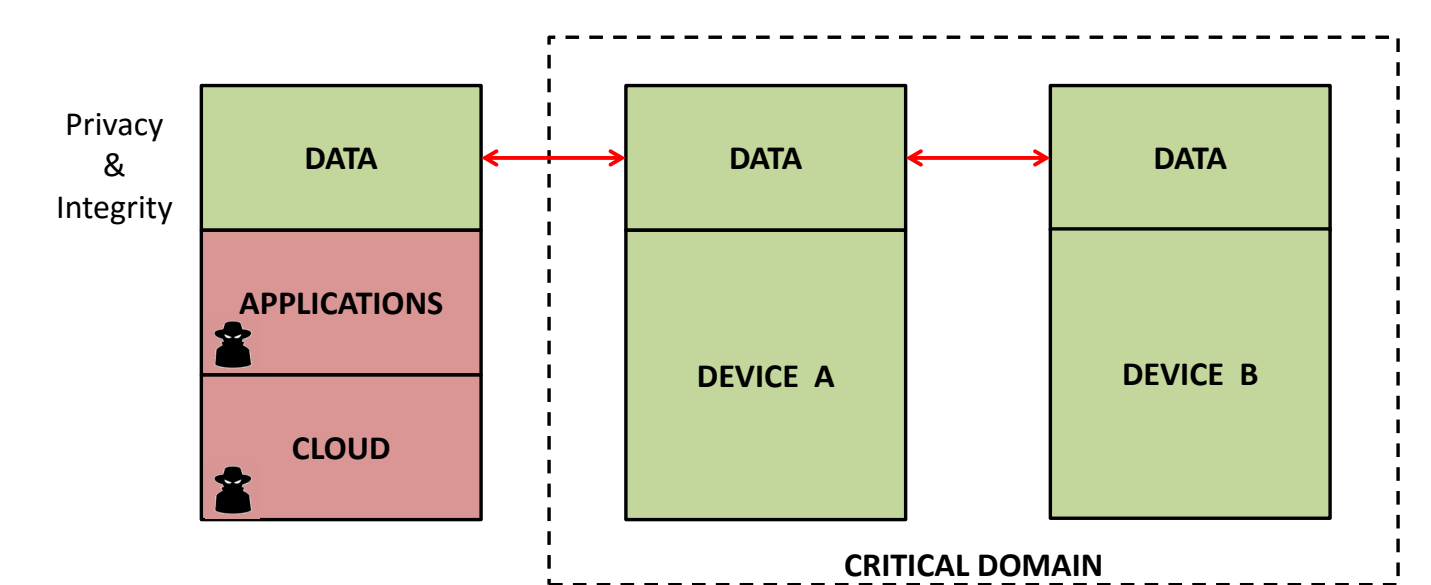 Privacy
&
Integrity
DATA
APPLICATIONS
CLOUD
DATA
DEVICE A
DATA
DEVICE B
CRITICAL DOMAIN